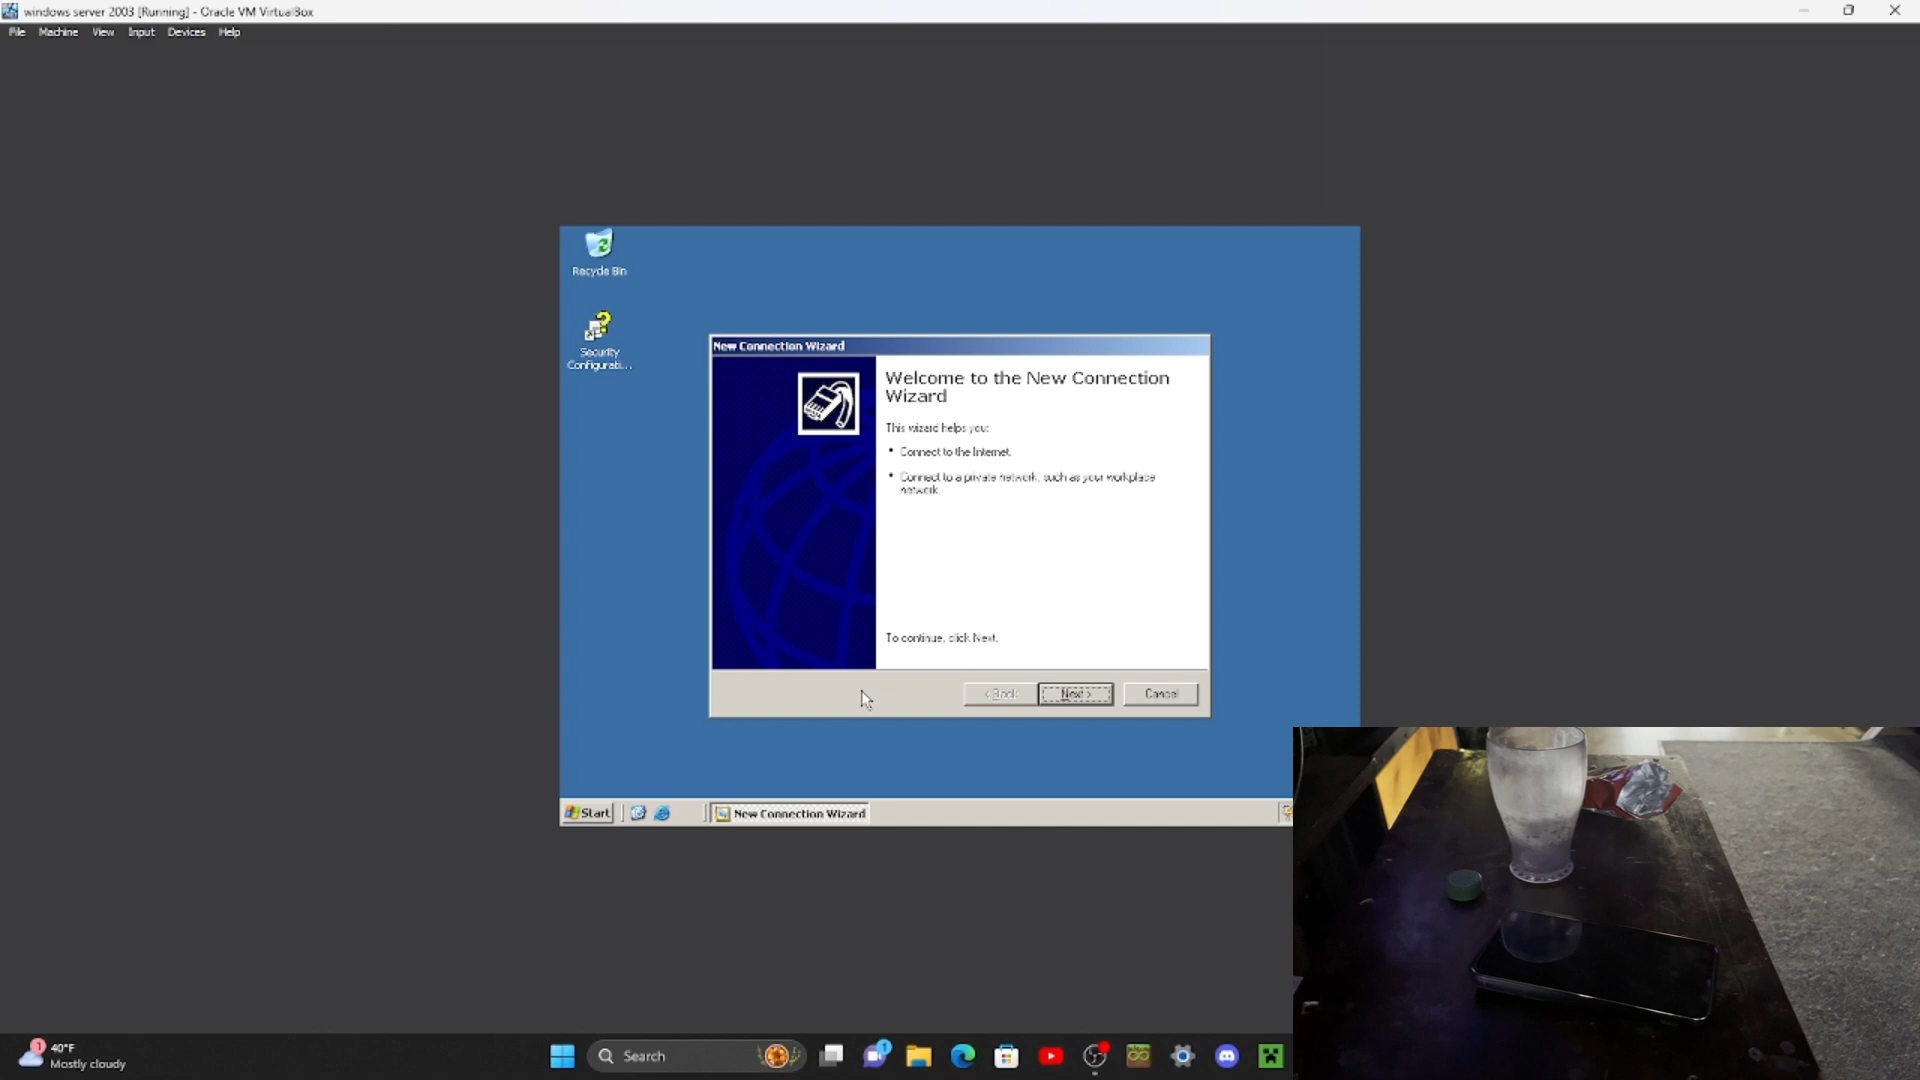 windows server 2003 [Running] - Oracle VM VirtualBox
File Machine View Input Devices Help
Recycle Bin
Security
Configurati...
New Connection Wizard
Welcome to the New Connection
Wizard
This wizard helps you:
• Connect to the Internet.
• Connect to a private network, such as your workplace
network.
To continue, click Next.
< Back Next > Cancel
Start New Connection Wizard
1 40°F
Mostly cloudy
Search
1